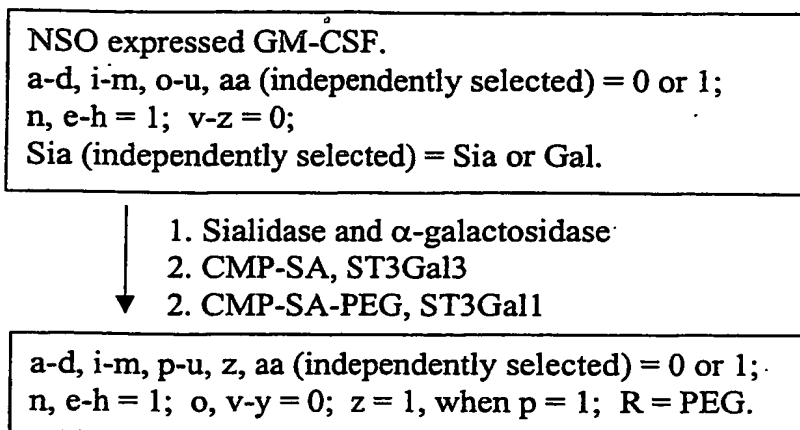 NSO expressed GM-CSF.
a-d, i-m, o-u, aa (independently selected) = 0 or 1;
n, e-h = 1; v-z = 0;
Sia (independently selected) = Sia or Gal.
1. Sialidase and α-galactosidase
2. CMP-SA, ST3Gal3
2. CMP-SA-PEG, ST3Gal1
a-d, i-m, p-u, z, aa (independently selected) = 0 or 1;
n, e-h = 1; o, v-y = 0; z = 1, when p = 1; R = PEG.